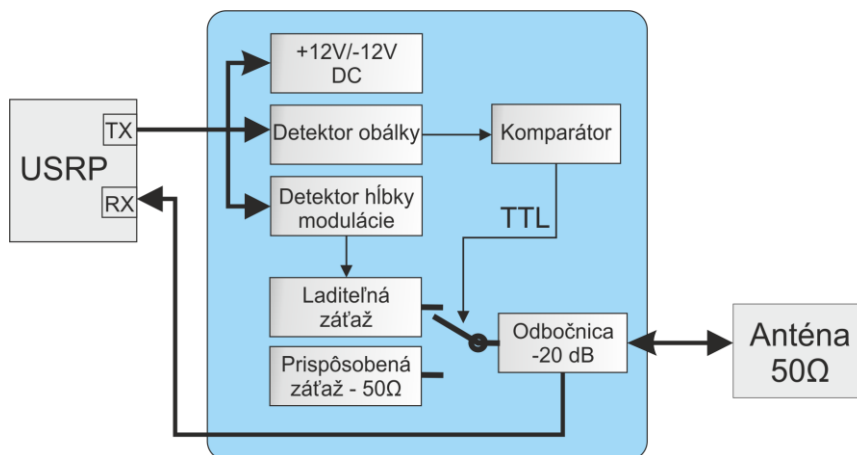 +12V/-12V
DC
Detektor obálky
Komparátor
TX
USRP
RX
Detektor hĺbky
modulácie
TTL
Laditeľná
záťaž
Odbočnica
-20 dB
Anténa
50Ω
Prispôsobená
záťaž - 50Ω